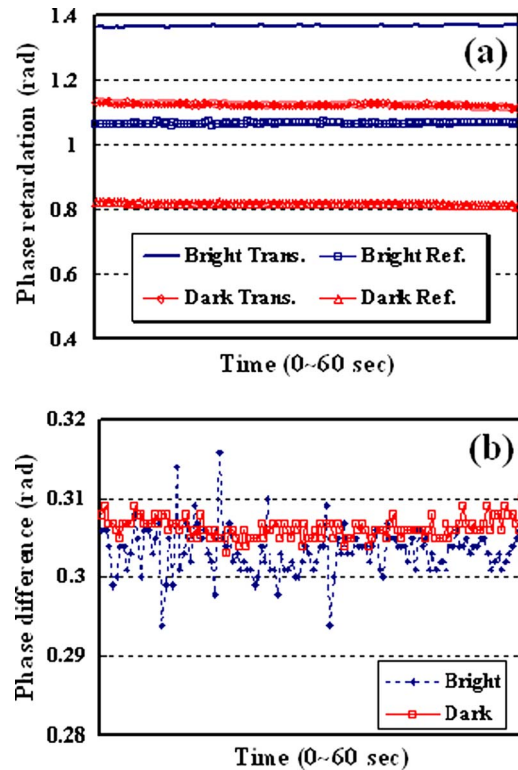 1.4
(a)
1.2
1
0.8
0.6
0.4
Phase retardation (rad)
Bright Trans.
Bright Ref.
Dark Trans.
Dark Ref.
Time (0~60 sec)
0.32
(b)
0.31
0.3
0.29
0.28
Phase difference (rad)
Bright
Dark
Time (0~60 sec)